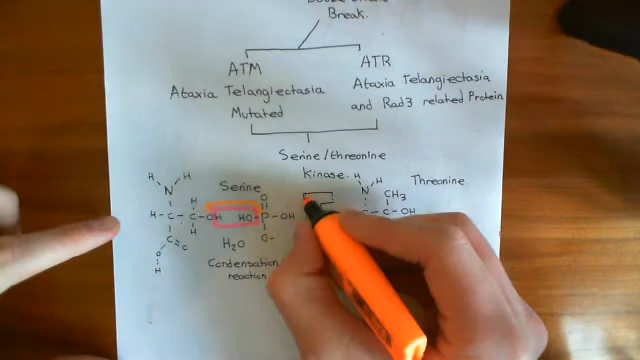 Break.
ATM
ATR
Ataxia Telangiectasia
Mutated
Ataxia Telangiectasia
and Rad3 related Protein
Serine/threonine
Kinase.
Serine
Threonine.
H H
N
H
H - C - C - OH
H
C = C
O
H
O
HO - P - OH
O-
H₂O
Condensation
reaction.
H H
N CH3
- C - OH